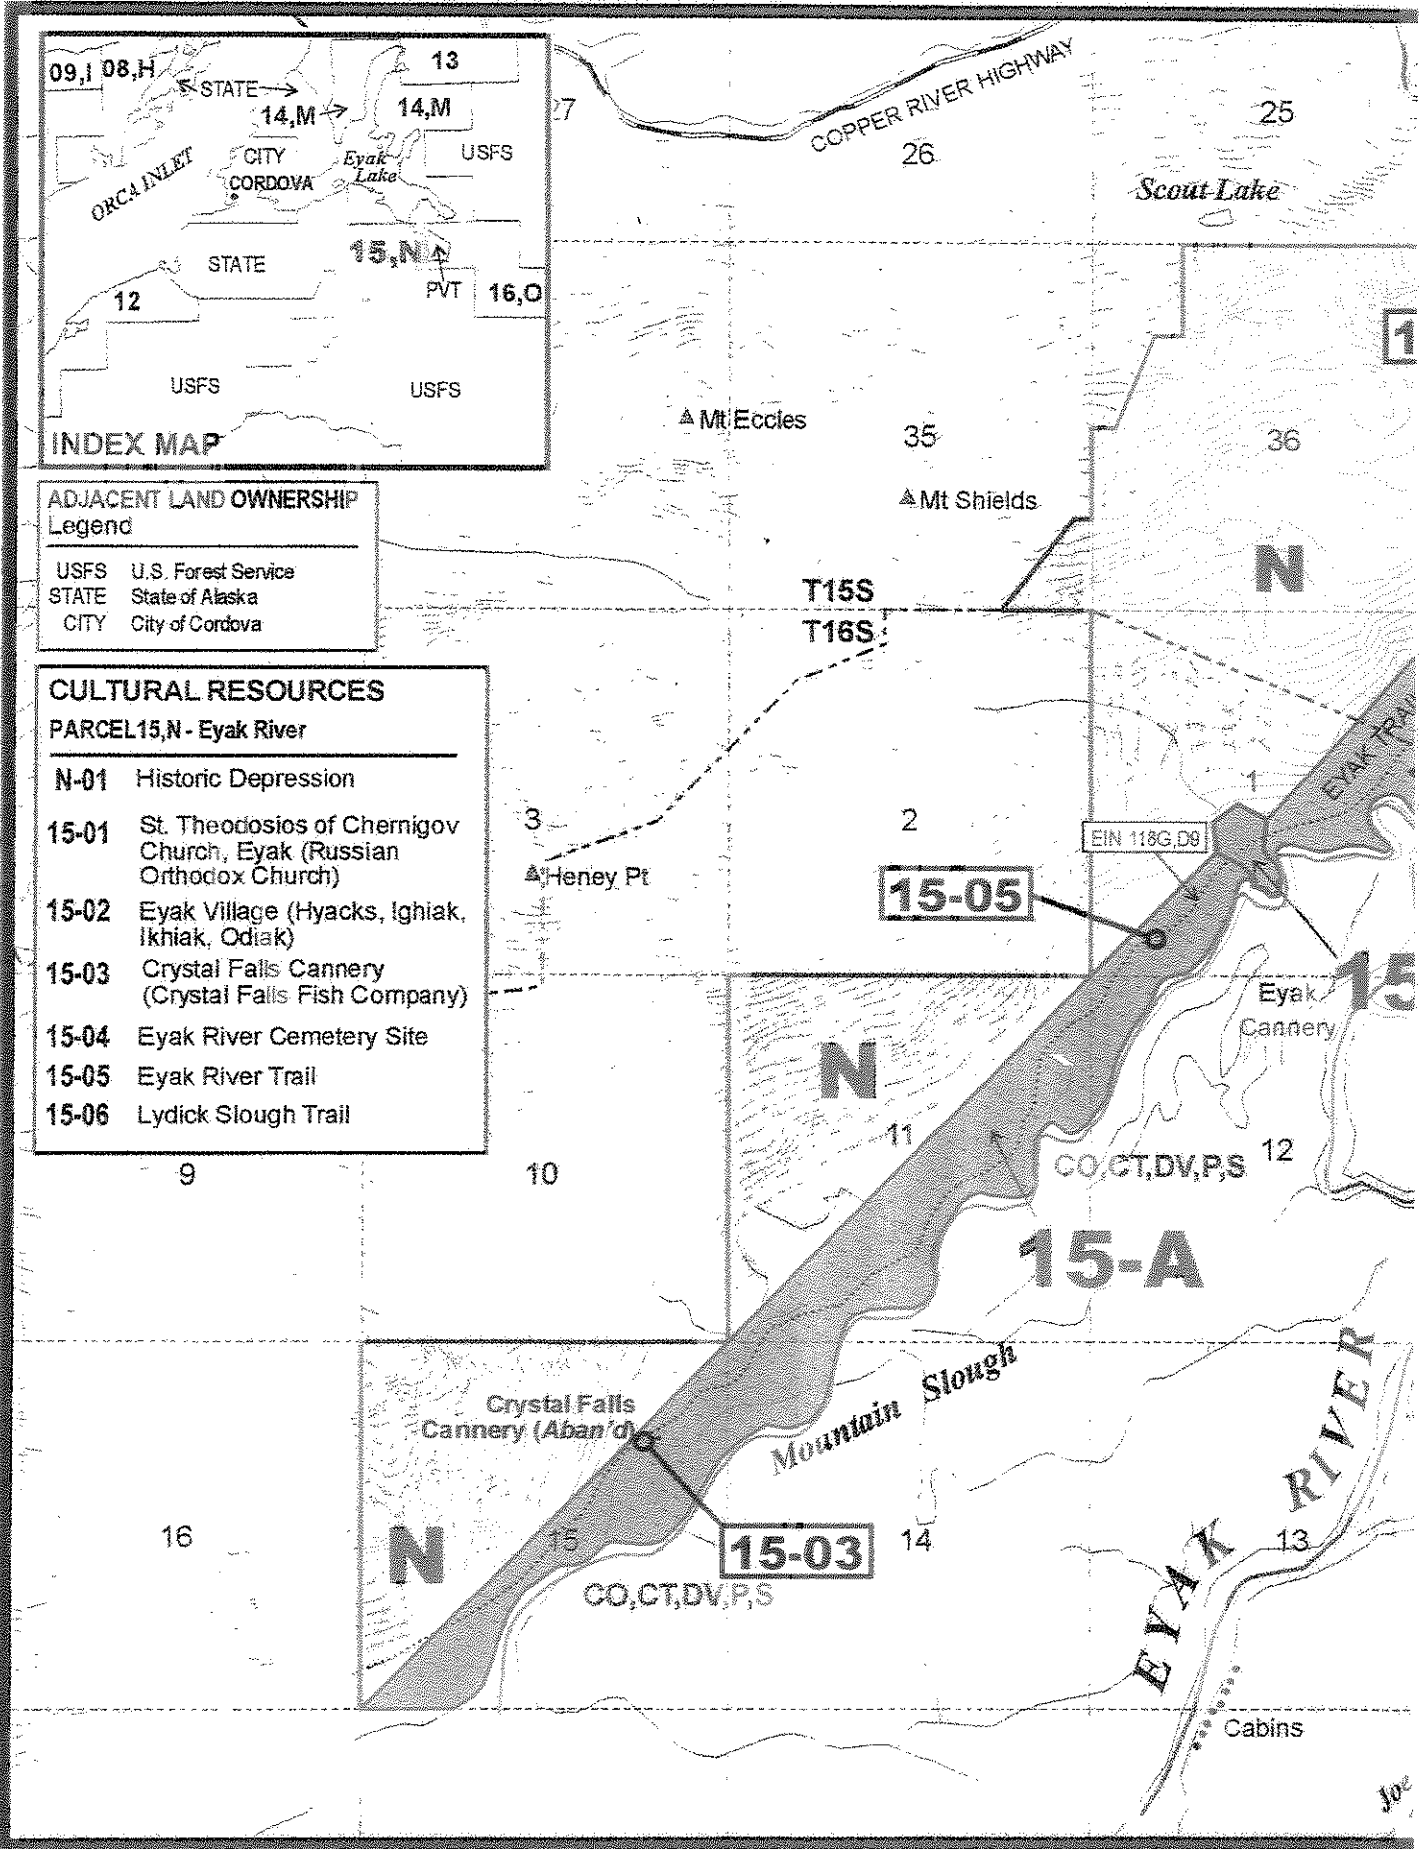 09,I 08,H
STATE
13
14,M
14,M
CITY
CORDOVA
Eyak
Lake
USFS
ORCA INLET
STATE
15,N
PVT
16,O
12
USFS
USFS
INDEX MAP
27
COPPER RIVER HIGHWAY
26
25
Scout Lake
1
Mt Eccles
35
36
Mt Shields
N
ADJACENT LAND OWNERSHIP
Legend
USFS U.S. Forest Service
STATE State of Alaska
CITY City of Cordova
T15S
T16S
CULTURAL RESOURCES
PARCEL15,N - Eyak River
N-01 Historic Depression
15-01 St. Theodosios of Chernigov
Church, Eyak (Russian
Orthodox Church)
15-02 Eyak Village (Hyacks, Ighiak,
Ikhiak, Odiak)
15-03 Crystal Falls Cannery
(Crystal Falls Fish Company)
15-04 Eyak River Cemetery Site
15-05 Eyak River Trail
15-06 Lydick Slough Trail
EYAK TRAI
1
3
2
EIN 118G,D9
Heney Pt
15-05
15
Eyak
Cannery
N
11
12
CO,CT,DV,P,S
9
10
15-A
Mountain Slough
Crystal Falls
Cannery (Aban'd)
16
N
15
15-03
14
13
CO,CT,DV,P,S
EYAK RIVER
Cabins
Joe